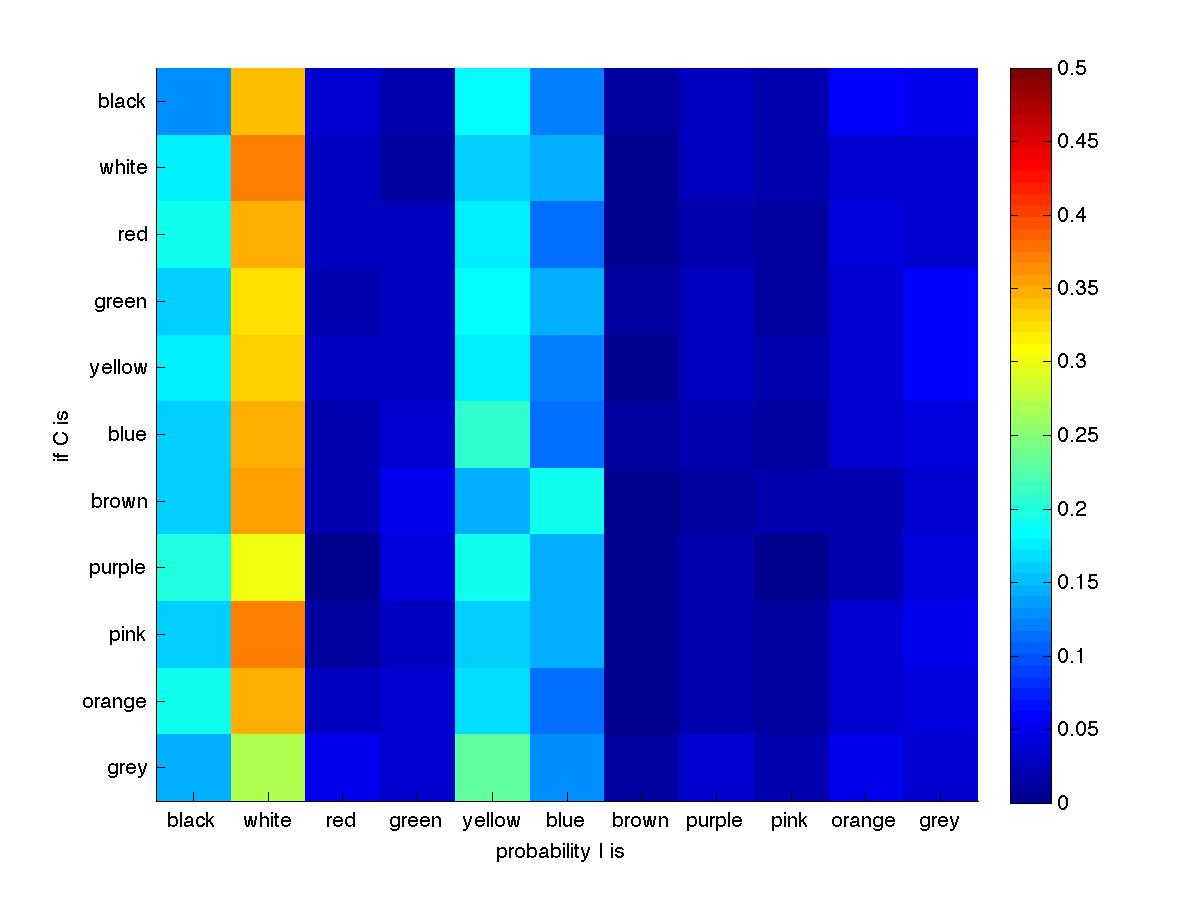 black
white
red
green
yellow
blue
brown
purple
pink
orange
grey
if C is
black white red green yellow blue brown purple pink orange grey
probability I is
0.5
0.45
0.4
0.35
0.3
0.25
0.2
0.15
0.1
0.05
0